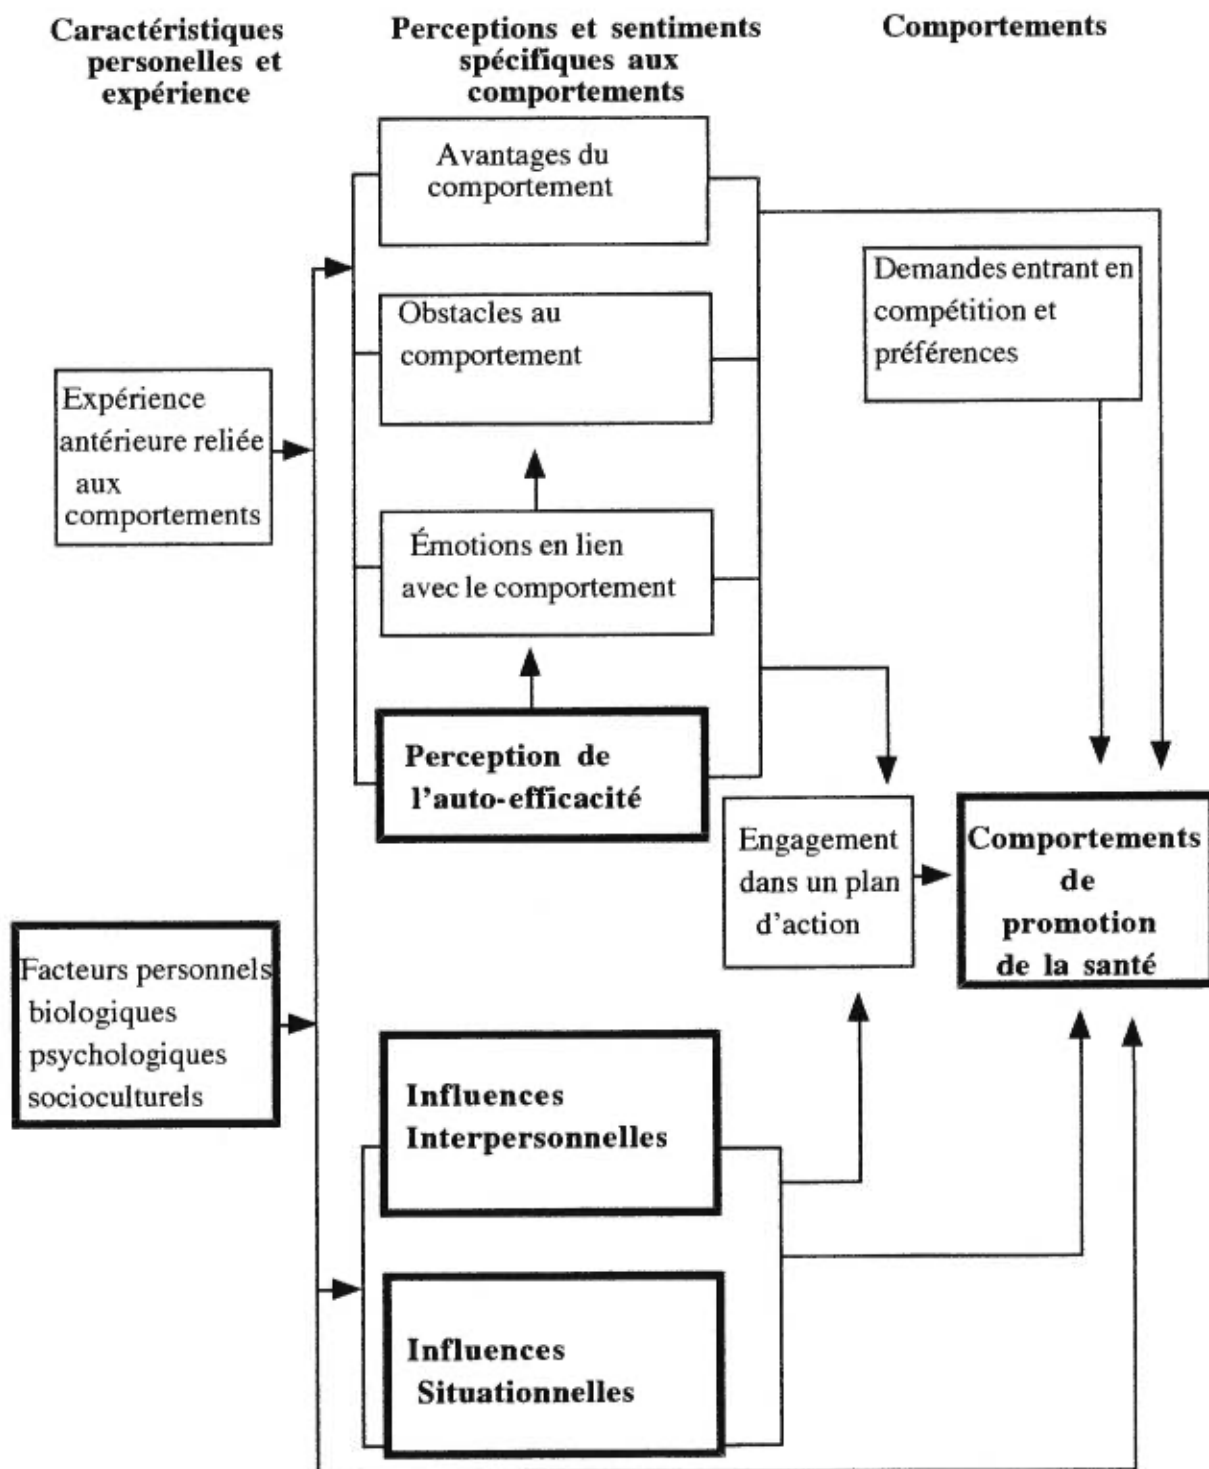 Caractéristiques
personelles et
expérience
Perceptions et sentiments
spécifiques aux
comportements
Comportements
Avantages du
comportement
Obstacles au
comportement
Émotions en lien
avec le comportement
Perception de
l'auto-efficacité
Expérience
antérieure reliée
aux
comportements
Facteurs personnels
biologiques
psychologiques
socioculturels
Influences
Interpersonnelles
Influences
Situationnelles
Demandes entrant en
compétition et
préférences
Engagement
dans un plan
d'action
Comportements
de
promotion
de la santé